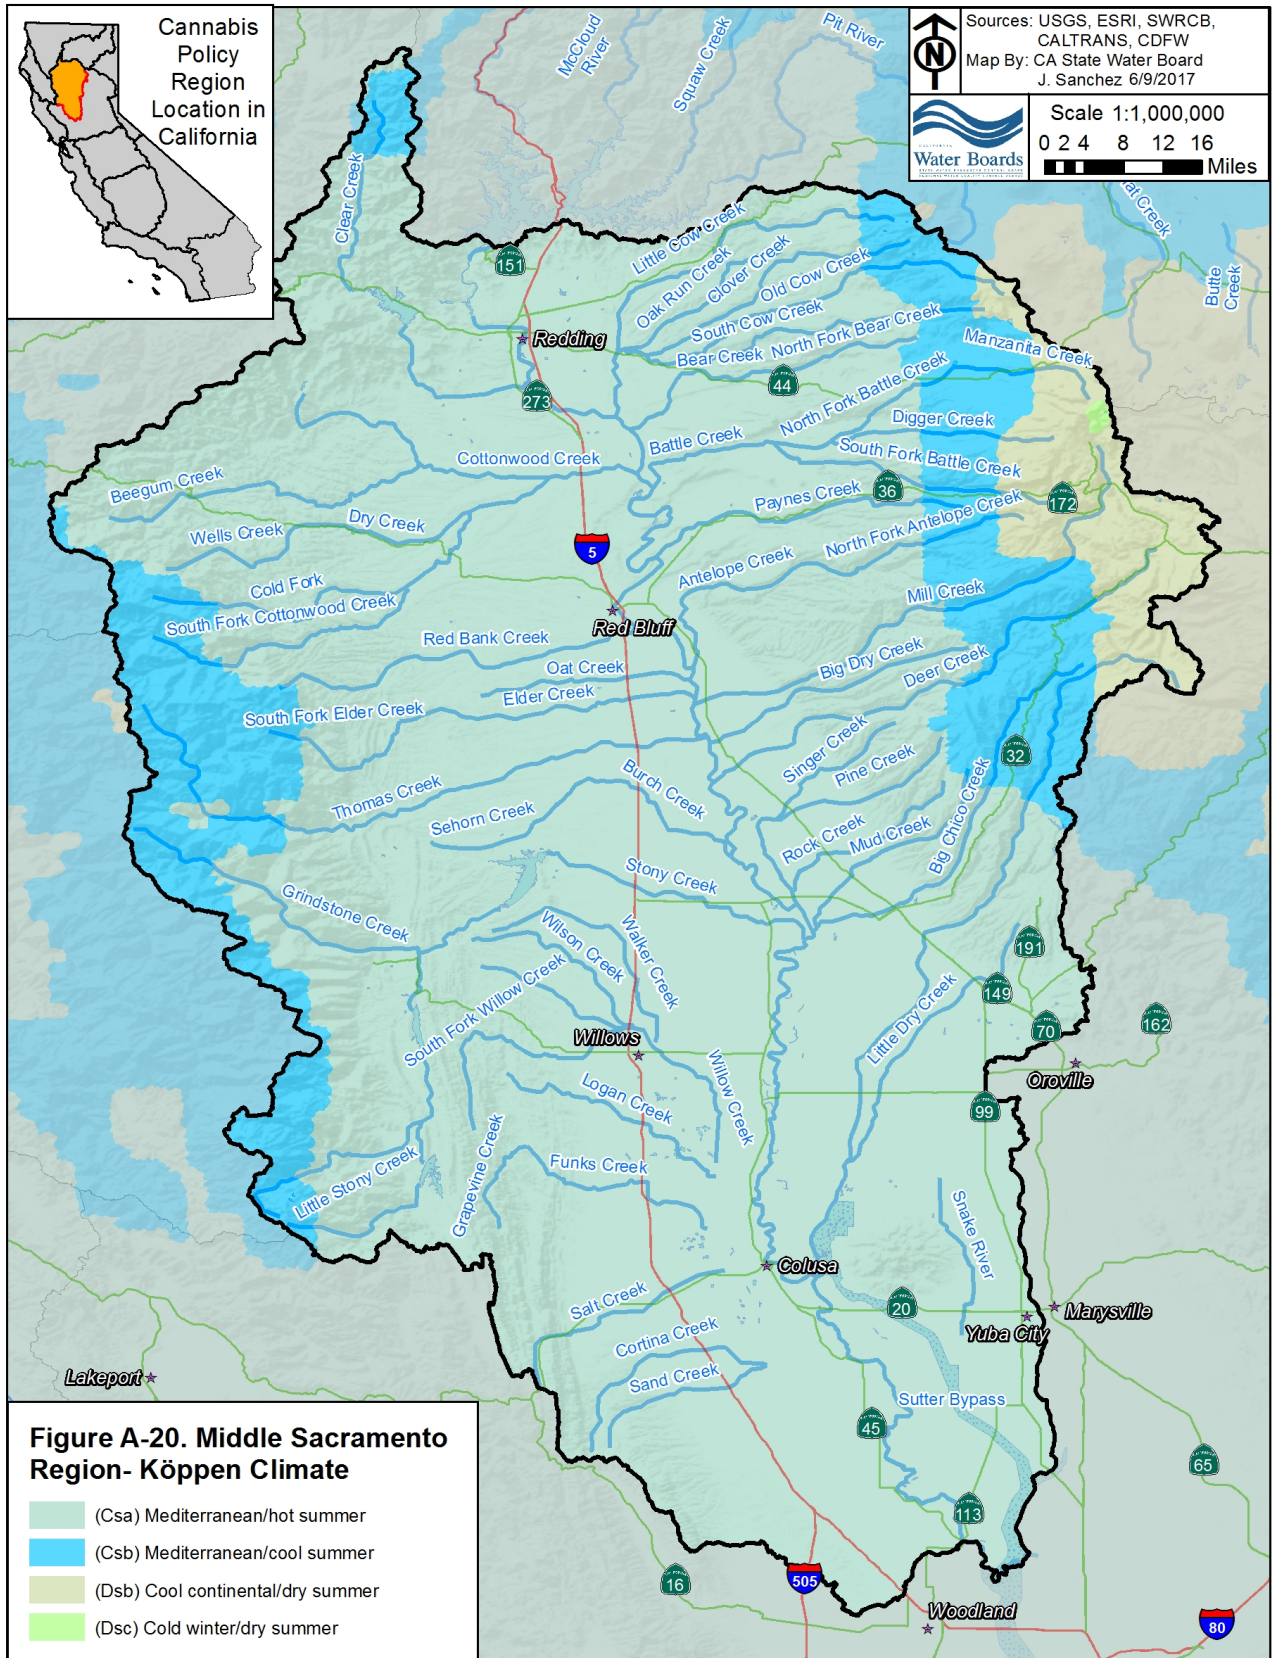 Cannabis
Policy
Region
Location in
California
McCloud
River
Squaw Creek
Pit River
N
Sources: USGS, ESRI, SWRCB,
CALTRANS, CDFW
Map By: CA State Water Board
J. Sanchez 6/9/2017
CALIFORNIA
Water Boards
Scale 1:1,000,000
0 2 4 8 12 16
Miles
Clear Creek
151
Little Cow Creek
Oak Run Creek
Clover Creek
Old Cow Creek
South Cow Creek
Bear Creek
North Fork Bear Creek
Manzanita Creek
Butte
Creek
Redding
273
44
North Fork Battle Creek
Digger Creek
Battle Creek
South Fork Battle Creek
Cottonwood Creek
Beegum Creek
Paynes Creek
36
172
Dry Creek
Wells Creek
North Fork Antelope Creek
5
Antelope Creek
Cold Fork
South Fork Cottonwood Creek
Mill Creek
Red Bluff
Red Bank Creek
Oat Creek
Big Dry Creek
Deer Creek
Elder Creek
South Fork Elder Creek
Singer Creek
Pine Creek
32
Thomas Creek
Burch Creek
Sehorn Creek
Rock Creek
Mud Creek
Big Chico Creek
Stony Creek
Grindstone Creek
Wilson Creek
Walker Creek
191
149
South Fork Willow Creek
Little Dry Creek
70
162
Willows
Oroville
Logan Creek
Willow Creek
99
Grapevine Creek
Funks Creek
Little Stony Creek
Snake River
Colusa
Salt Creek
20
Marysville
Yuba City
Cortina Creek
Sand Creek
Lakeport
Sutter Bypass
45
65
113
16
505
Woodland
80
Figure A-20. Middle Sacramento
Region- Köppen Climate
(Csa) Mediterranean/hot summer
(Csb) Mediterranean/cool summer
(Dsb) Cool continental/dry summer
(Dsc) Cold winter/dry summer